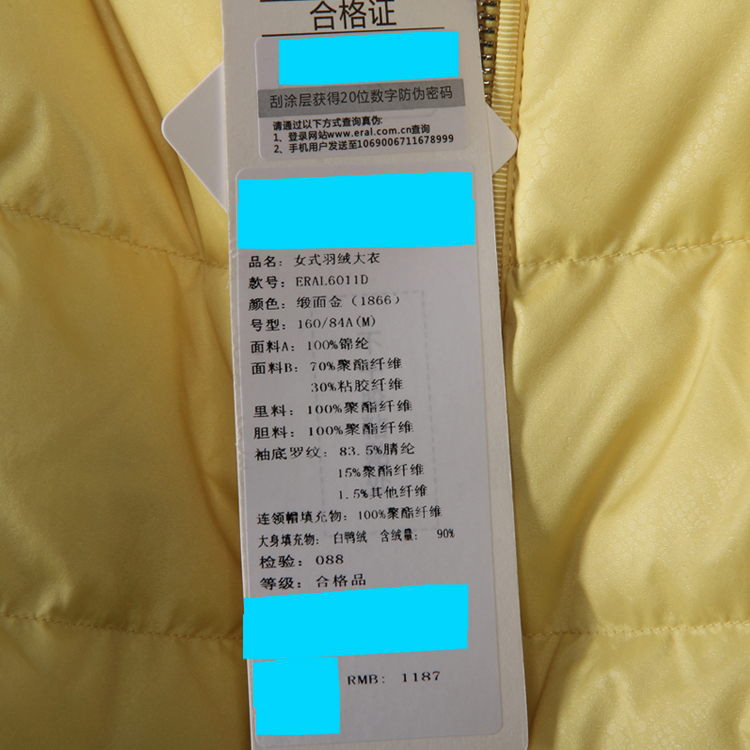 合格证
刮涂层获得20位数字防伪密码
请通过以下方式查询真伪:
1、登录网站www.eral.com.cn查询
2、手机用户发送至1069006711678999
品名: 女式羽绒大衣
款号: ERAL6011D
颜色: 缎面金（1866）
号型: 160/84A(M)
面料A: 100%锦纶
面料B: 70%聚酯纤维
30%粘胶纤维
里料: 100%聚酯纤维
胆料: 100%聚酯纤维
袖底罗纹: 83.5%腈纶
15%聚酯纤维
1.5%其他纤维
连领帽填充物: 100%聚酯纤维
大身填充物: 白鸭绒 含绒量: 90%
检验: 088
等级: 合格品
RMB: 1187